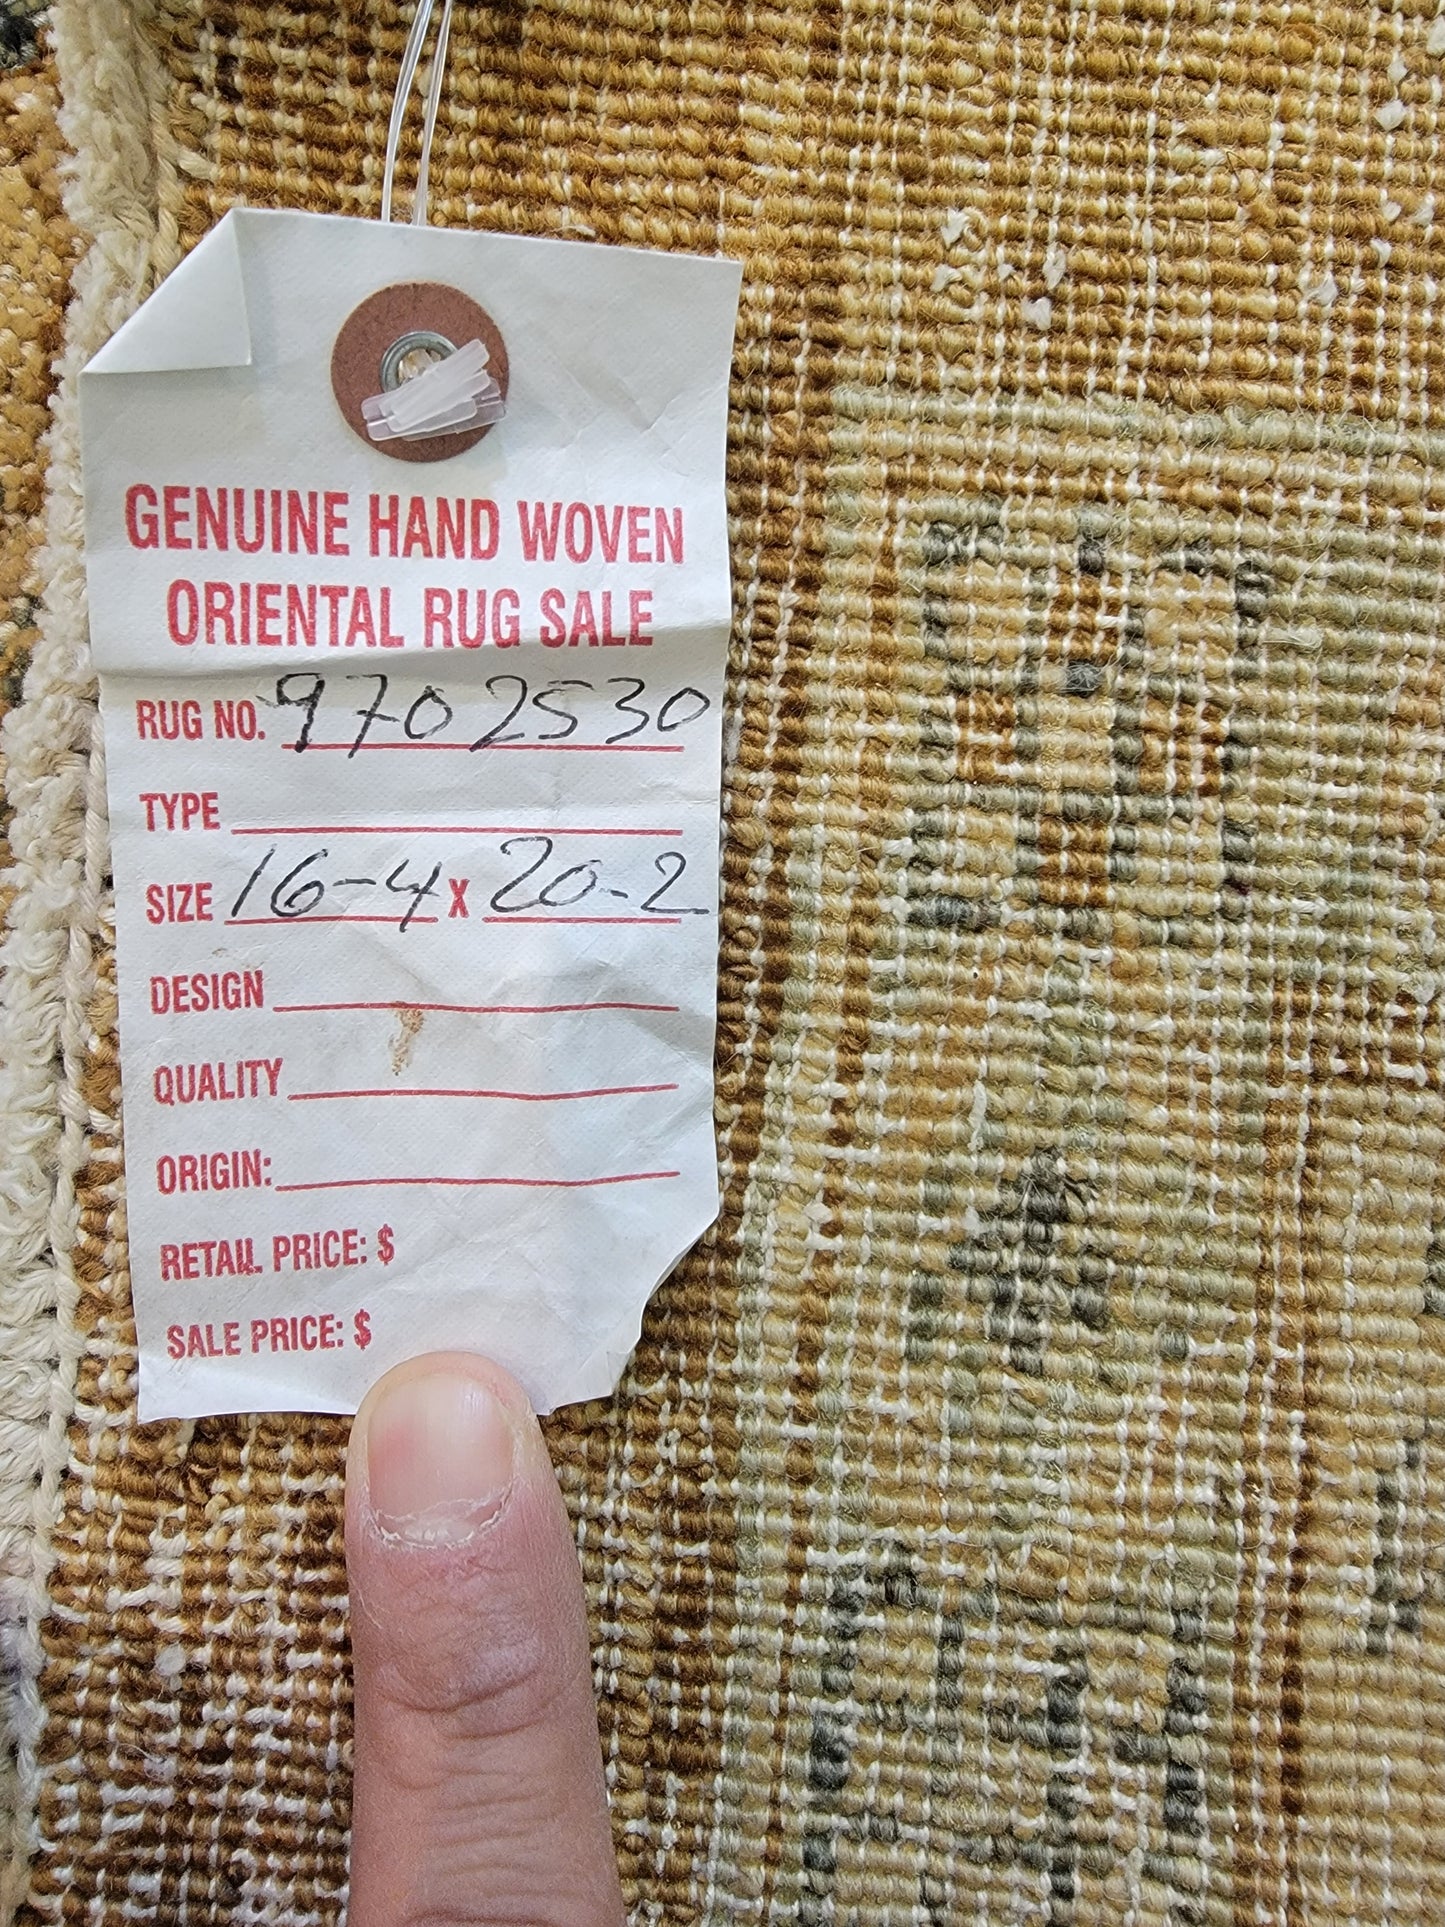 GENUINE HAND WOVEN
ORIENTAL RUG SALE
RUG NO. 9702530
TYPE
SIZE 16-4 X 20-2
DESIGN
QUALITY
ORIGIN:
RETAIL PRICE: $
SALE PRICE: $